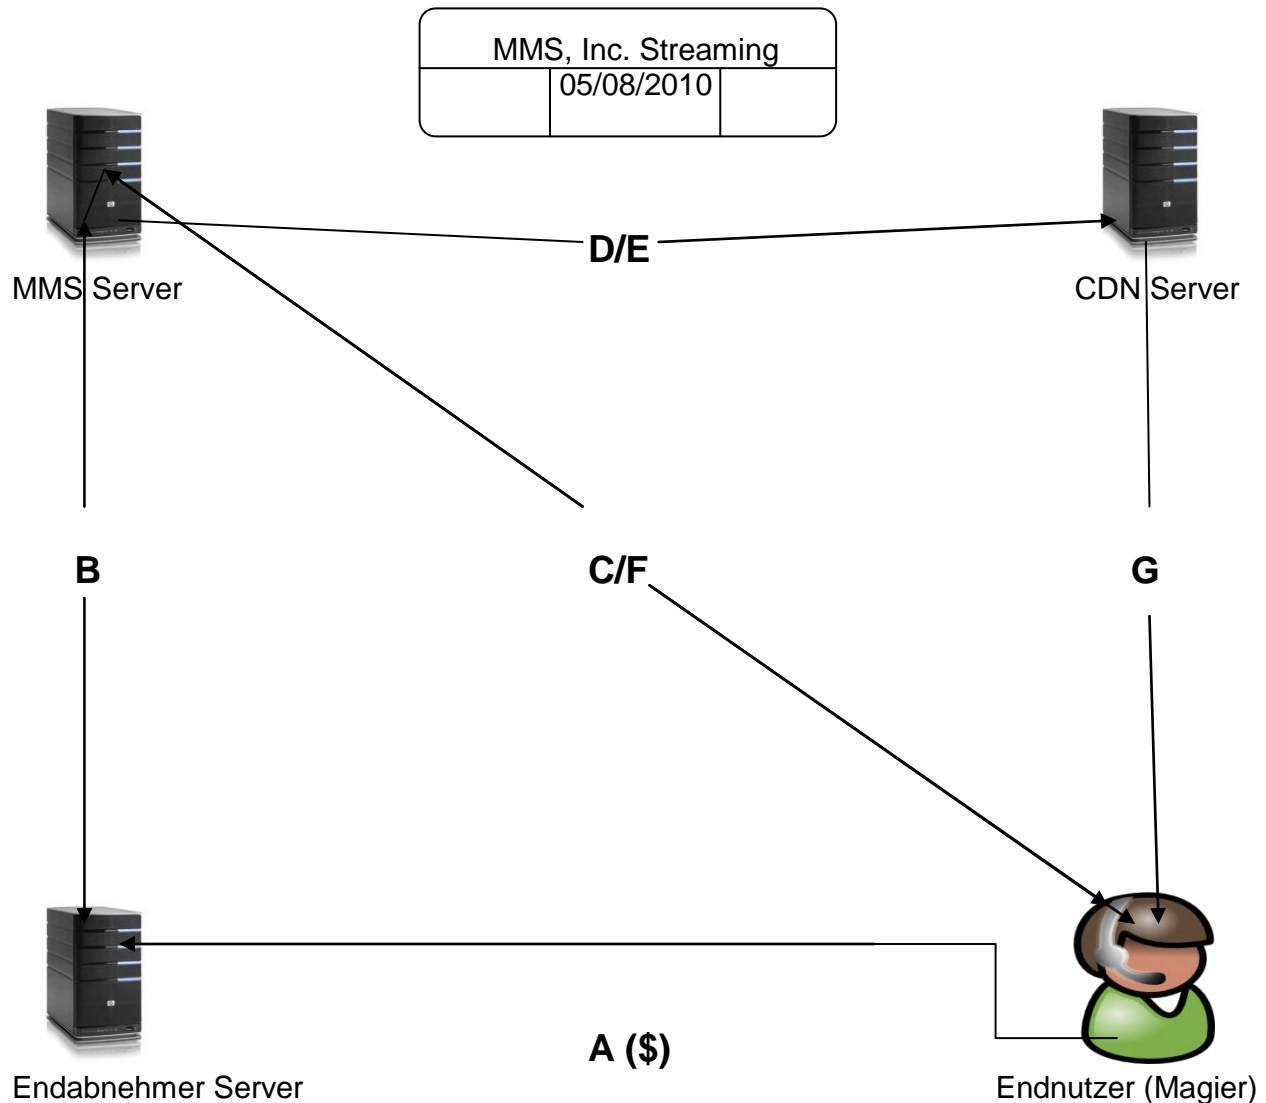 MMS, Inc. Streaming
05/08/2010
D/E
MMS Server
CDN Server
B
C/F
G
A ($)
Endabnehmer Server
Endnutzer (Magier)